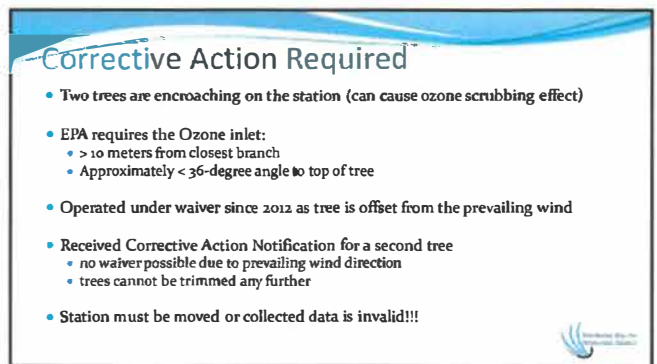 Corrective Action Required
• Two trees are encroaching on the station (can cause ozone scrubbing effect)
• EPA requires the Ozone inlet:
• > 10 meters from closest branch
• Approximately < 36-degree angle to top of tree
• Operated under waiver since 2012 as tree is offset from the prevailing wind
• Received Corrective Action Notification for a second tree
• no waiver possible due to prevailing wind direction
• trees cannot be trimmed any further
• Station must be moved or collected data is invalid!!!